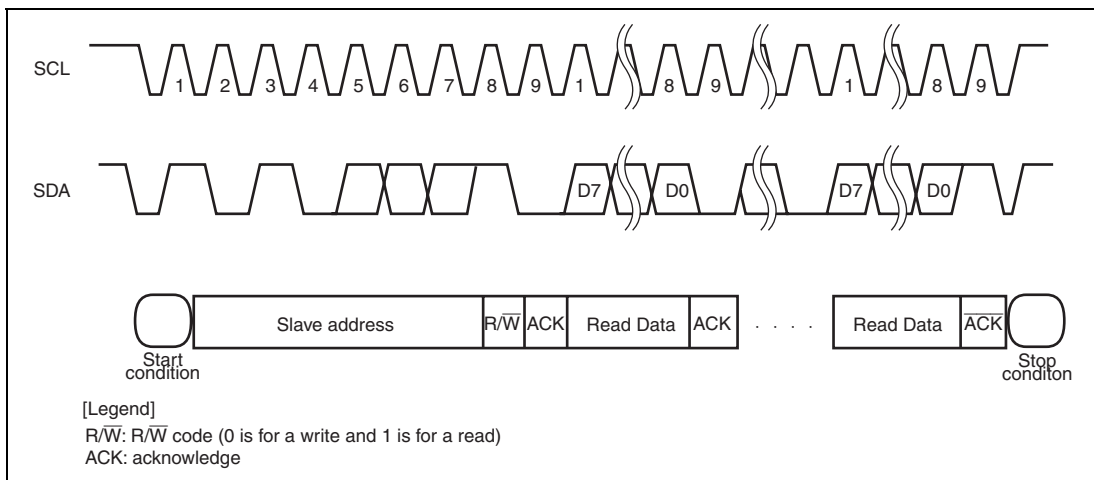 SCL
1 2 3 4 5 6 7 8 9 1 8 9 1 8 9
SDA
D7 D0 D7 D0
Slave address R/W̅ ACK Read Data ACK . . . . Read Data A̅C̅K̅
Start
condition
Stop
conditon
[Legend]
R/W̅: R/W̅ code (0 is for a write and 1 is for a read)
ACK: acknowledge